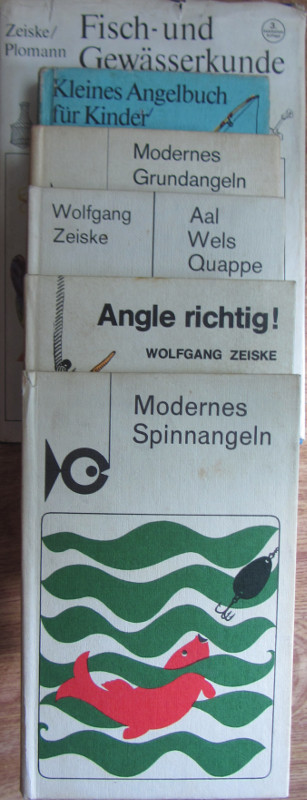 Zeiske/
Plomann
Fisch- und
Gewässerkunde
3.
Kleines Angelbuch
für Kinder
Modernes
Grundangeln
Wolfgang
Zeiske
Aal
Wels
Quappe
Angle richtig!
WOLFGANG ZEISKE
Modernes
Spinnangeln